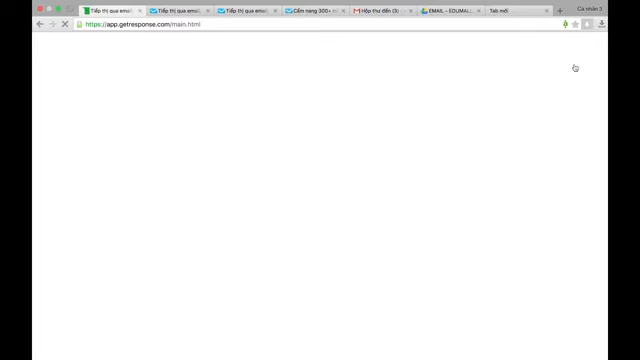 Tiếp thị qua email
Tiếp thị qua email
Tiếp thị qua email
Cẩm nang 300+
Hộp thư đến (3)
EMAIL - EDUMAL
Tab mới
Cá nhân 3
https://app.getresponse.com/main.html